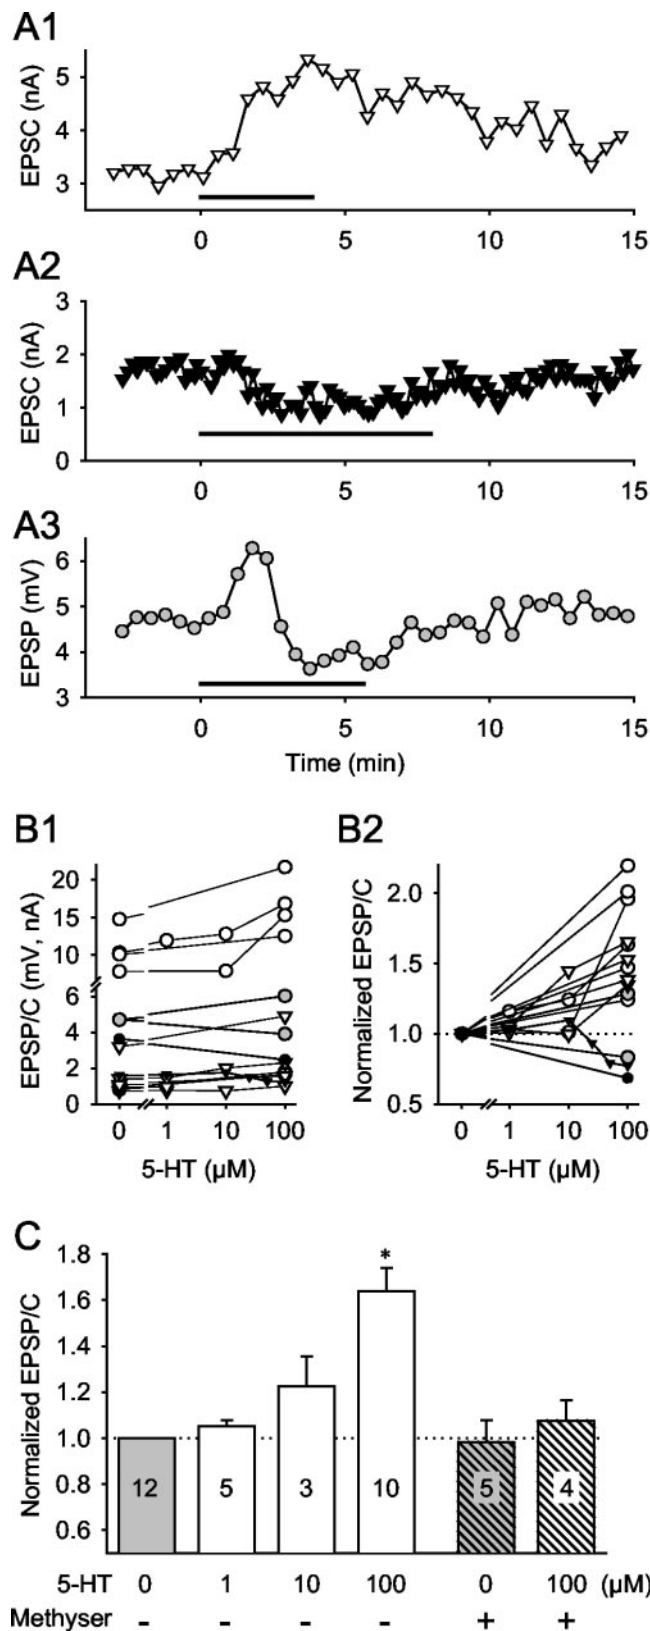 A1
EPSC (nA)
5
4
3
0 5 10 15
A2
EPSC (nA)
3
2
1
0
0 5 10 15
A3
EPSP (mV)
6
5
4
3
0 5 10 15
Time (min)
B1 B2
EPSP/C (mV, nA)
20
15
10
6
4
2
0
0 1 10 100
5-HT (µM)
Normalized EPSP/C
2.0
1.5
1.0
0.5
0 1 10 100
5-HT (µM)
C
Normalized EPSP/C
1.8
1.6
1.4
1.2
1.0
0.8
0.6
*
12 5 3 10 5 4
5-HT 0 1 10 100 0 100 (µM)
Methyser - - - - + +